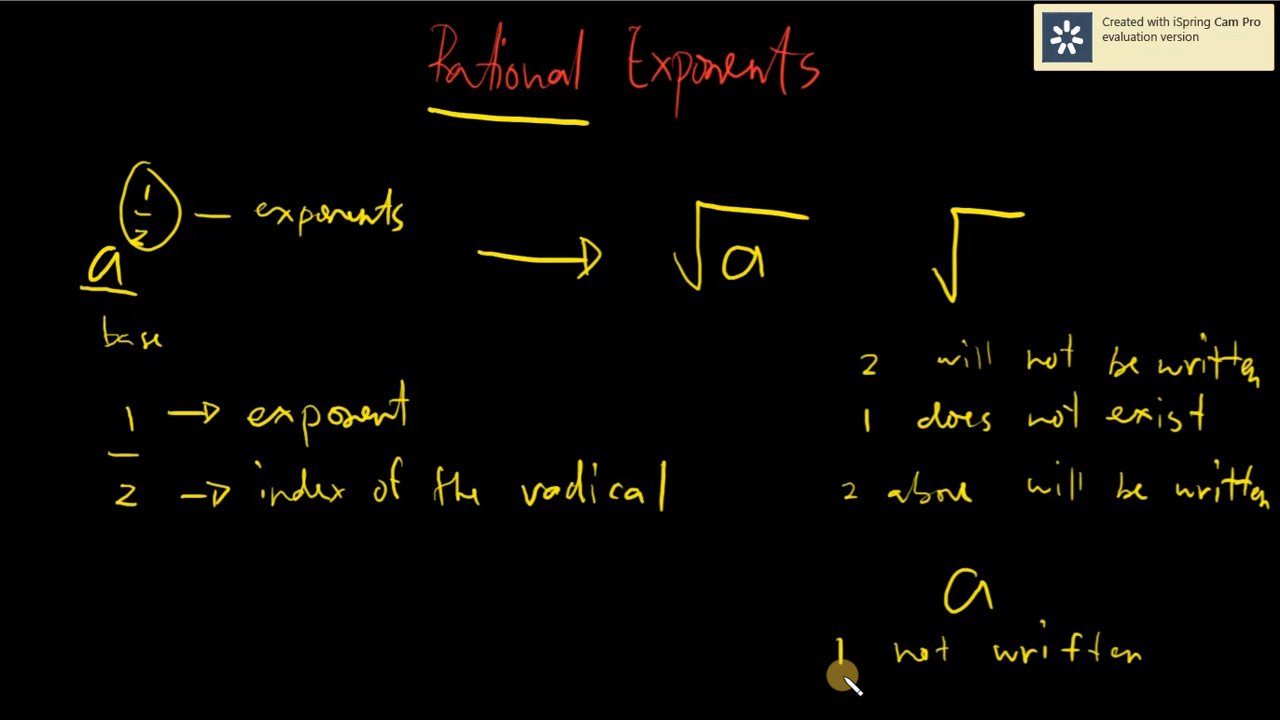 Created with iSpring Cam Pro
evaluation version
Rational Exponents
a^(1/2) — exponents → √a √
base
2 will not be written
1 → exponent
1 does not exist
2 → index of the radical
2 above will be written
a
1 not written